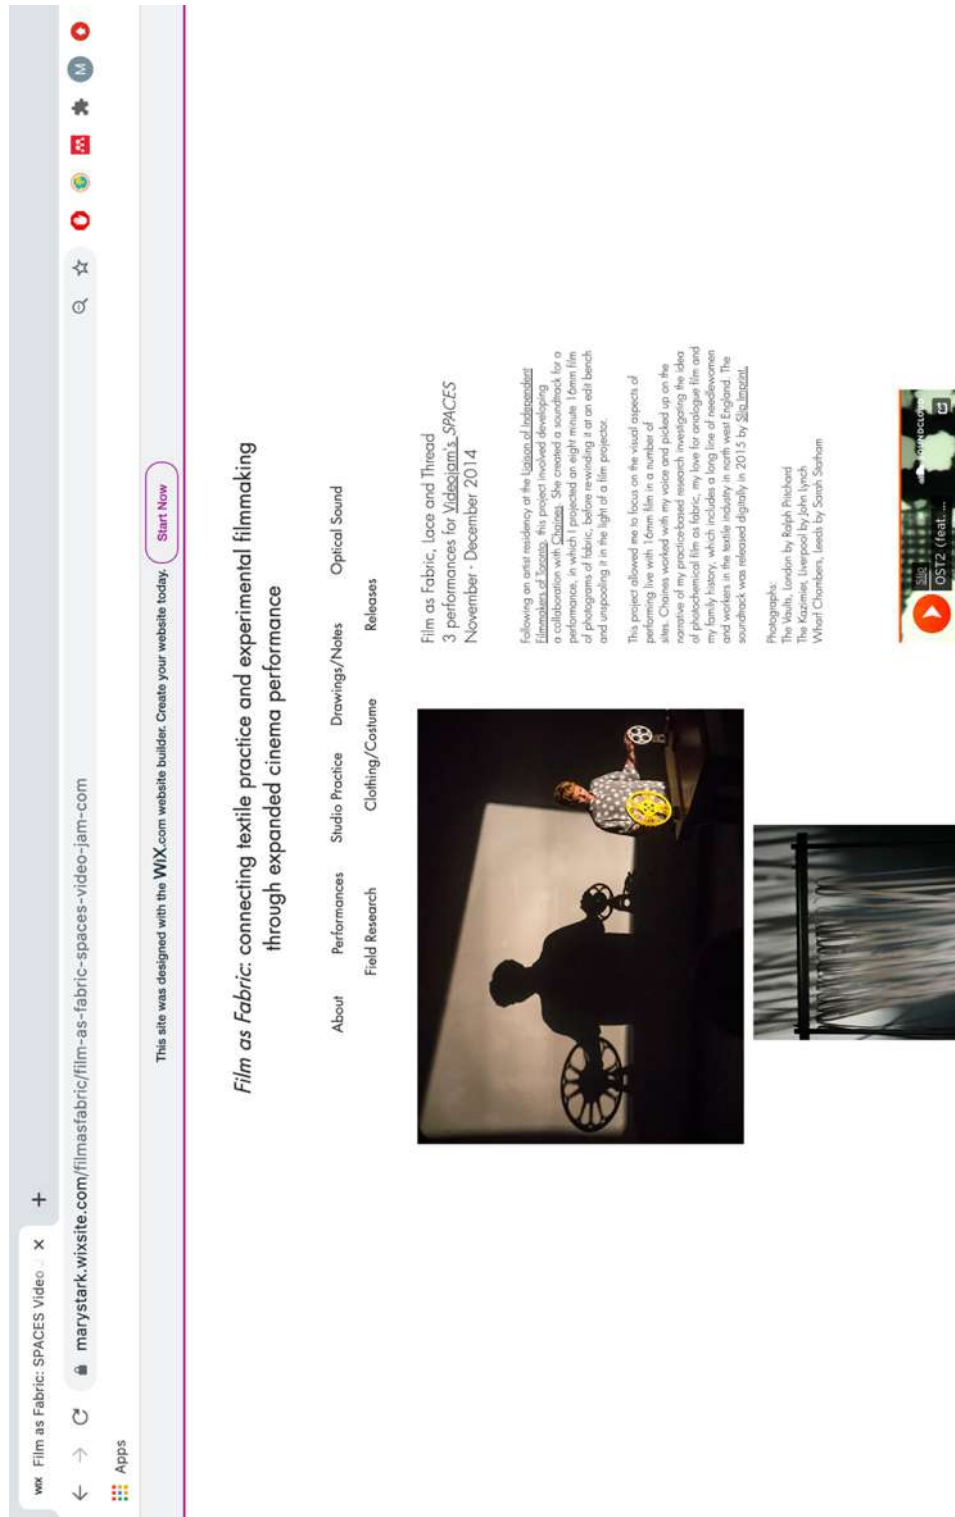 WiX Film as Fabric: SPACES Video
marystark.wixsite.com/filmasfabric/film-as-fabric-spaces-video-jam-com
M
Apps
This site was designed with the WiX.com website builder. Create your website today. Start Now
Film as Fabric: connecting textile practice and experimental filmmaking
through expanded cinema performance
About Performances Studio Practice Drawings/Notes Optical Sound
Field Research Clothing/Costume Releases
Film as Fabric, Lace and Thread
3 performances for Videojam's SPACES
November - December 2014
Following an artist residency at the Liaison of Independent
Filmmakers of Toronto, this project involved developing
a collaboration with Chaines. She created a soundtrack for a
performance, in which I projected an eight minute 16mm film
of photograms of fabric, before rewinding it at an edit bench
and unspooling it in the light of a film projector.
This project allowed me to focus on the visual aspects of
performing live with 16mm film in a number of
sites. Chaines worked with my voice and picked up on the
narrative of my practice-based research investigating the idea
of photochemical film as fabric, my love for analogue film and
my family history, which includes a long line of needlewomen
and workers in the textile industry in north west England. The
soundtrack was released digitally in 2015 by Slip Imprint.
Photographs:
The Vaults, London by Ralph Pritchard
The Kazimier, Liverpool by John Lynch
Wharf Chambers, Leeds by Sarah Statham
Slip
SOUNDCLOUD
OST2 (feat. ...